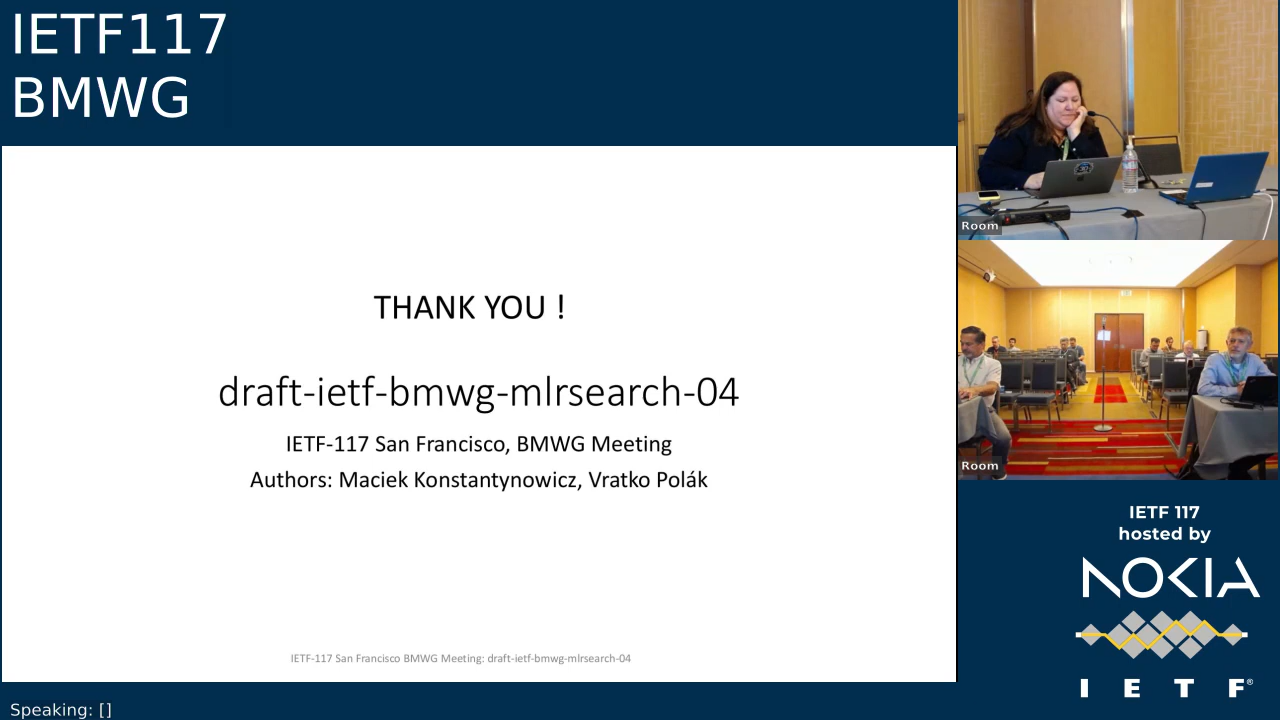 IETF117
BMWG
THANK YOU !
draft-ietf-bmwg-mlrsearch-04
IETF-117 San Francisco, BMWG Meeting
Authors: Maciek Konstantynowicz, Vratko Polák
IETF-117 San Francisco BMWG Meeting: draft-ietf-bmwg-mlrsearch-04
Speaking: []
Room
Room
IETF 117
hosted by
NOKIA
I E T F®